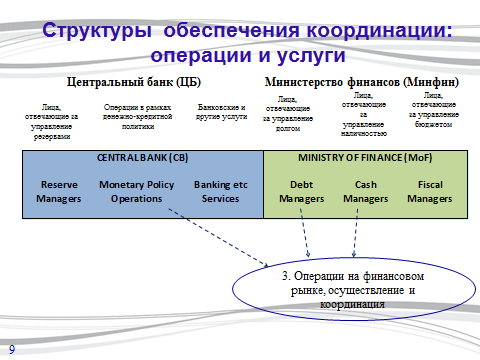 Структуры обеспечения координации:
операции и услуги
Центральный банк (ЦБ)
Министерство финансов (Минфин)
Лица,
отвечающие за
управление
резервами
Операции в рамках
денежно-кредитной
политики
Банковские и
другие услуги
Лица,
отвечающие
за управление
долгом
Лица,
отвечающие
за
управление
наличностью
Лица,
отвечающие
за управление
бюджетом
CENTRAL BANK (CB)
MINISTRY OF FINANCE (MoF)
Reserve
Managers
Monetary Policy
Operations
Banking etc
Services
Debt
Managers
Cash
Managers
Fiscal
Managers
3. Операции на финансовом
рынке, осуществление и
координация
9